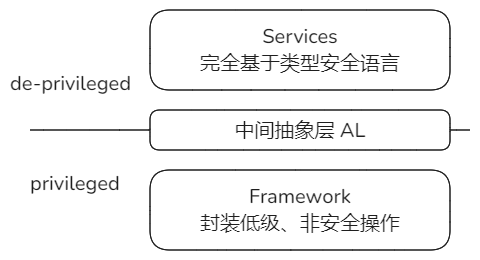 Services
完全基于类型安全语言
de-privileged
中间抽象层 AL
privileged
Framework
封装低级、非安全操作